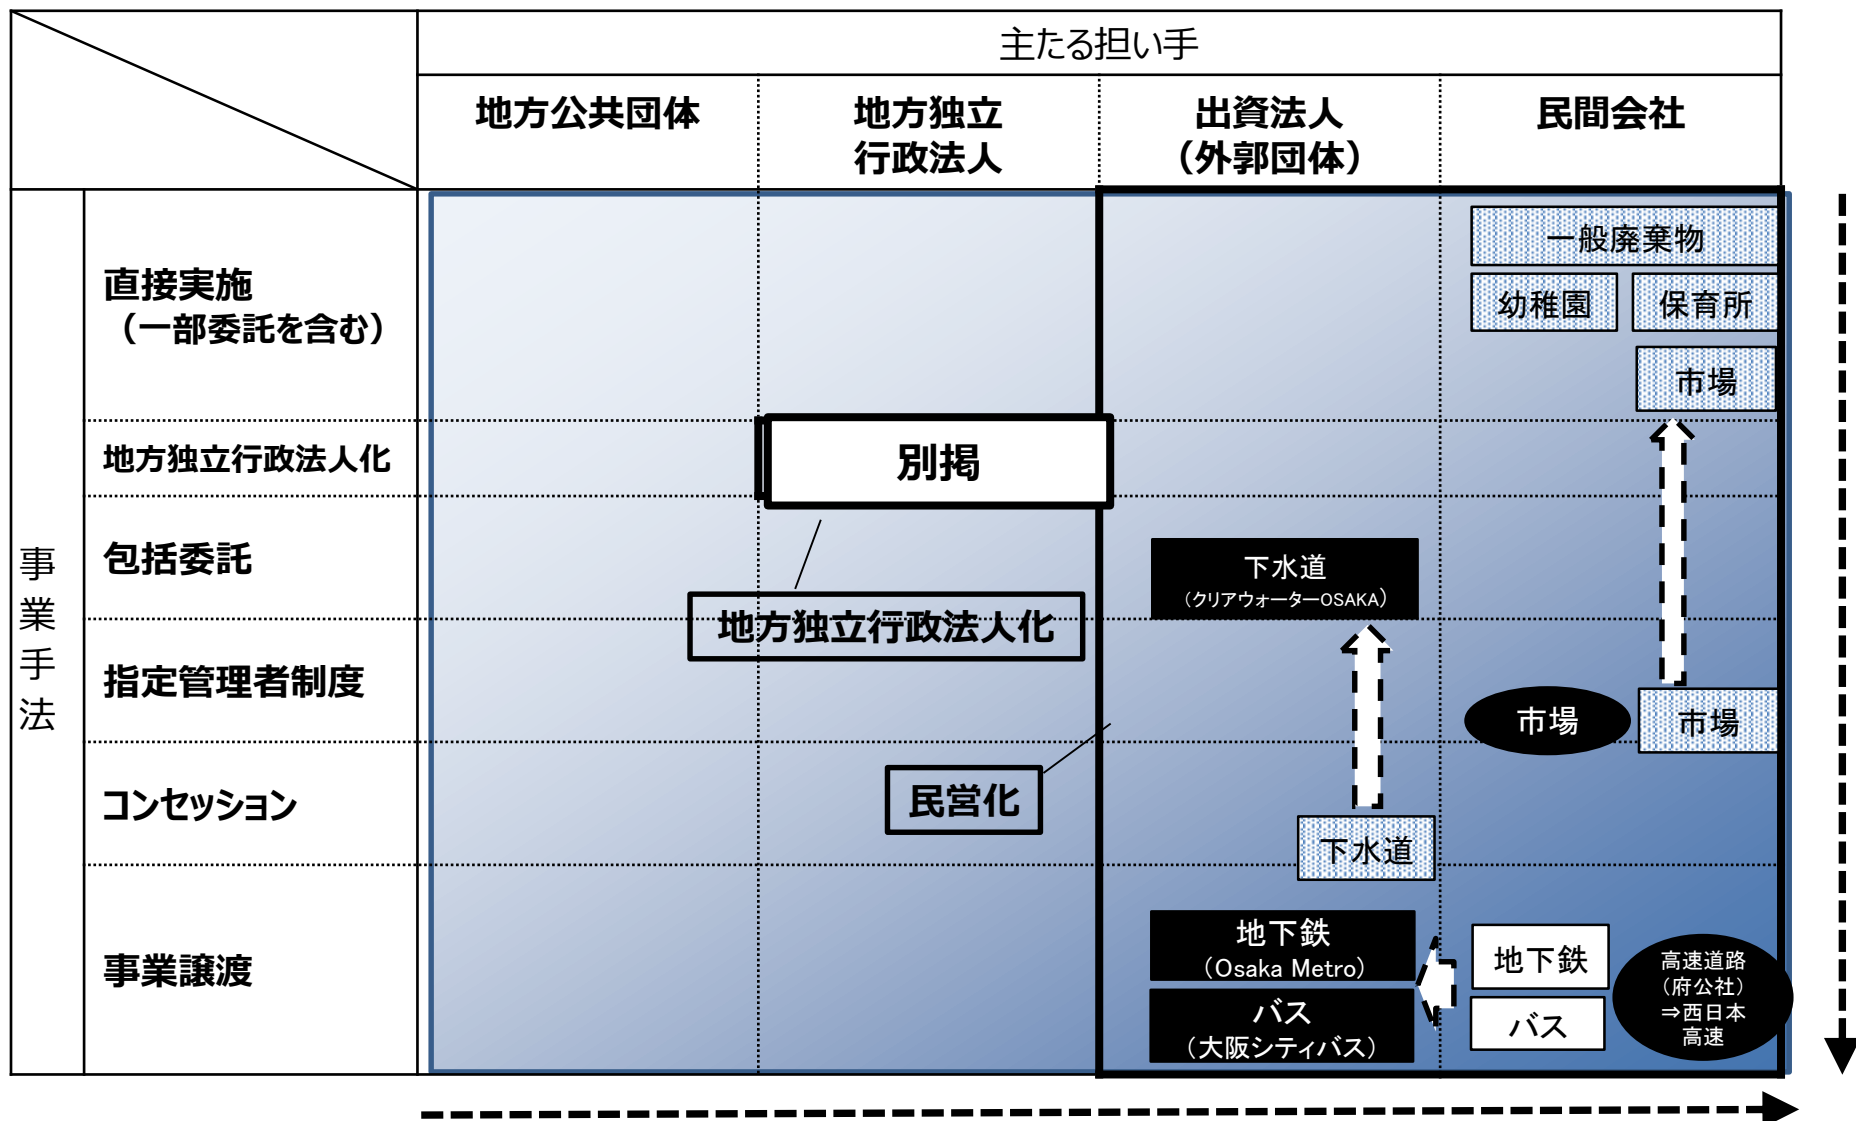 主たる担い手
地方公共団体
地方独立
行政法人
出資法人
（外郭団体）
民間会社
事業手法
直接実施
（一部委託を含む）
一般廃棄物
幼稚園
保育所
市場
地方独立行政法人化
別掲
包括委託
下水道
（クリアウォーターOSAKA）
地方独立行政法人化
指定管理者制度
市場
市場
コンセッション
民営化
下水道
事業譲渡
地下鉄
（Osaka Metro）
バス
（大阪シティバス）
地下鉄
バス
高速道路
（府公社）
⇒西日本
高速